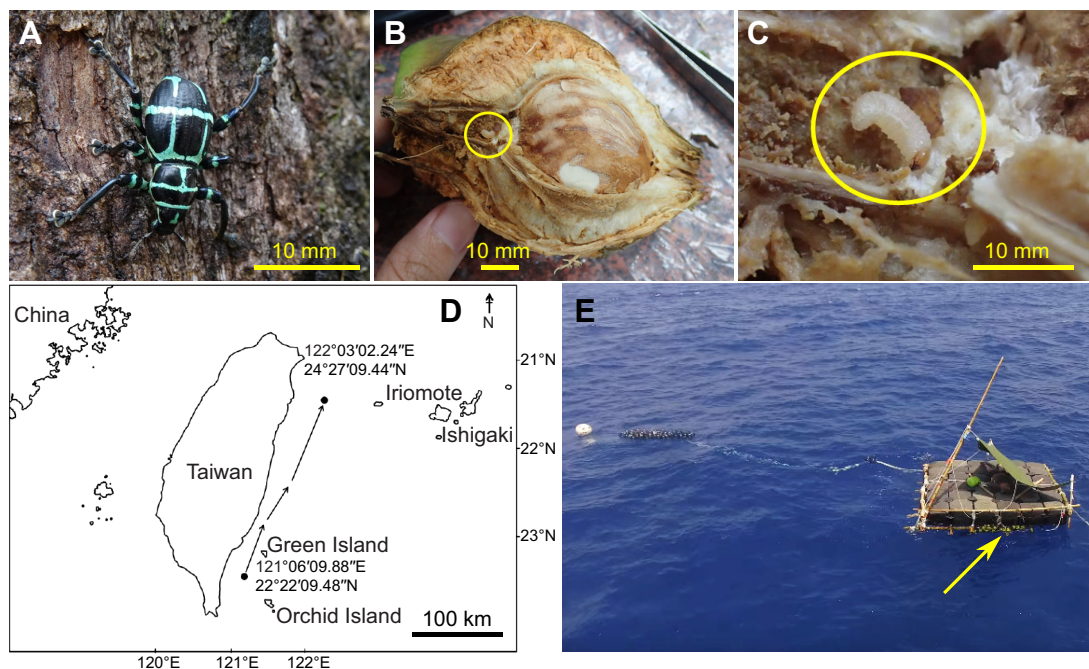 A
10 mm
B
10 mm
C
10 mm
D
N
China
122°03′02.24″E
24°27′09.44″N
21°N
Iriomote
Ishigaki
22°N
Taiwan
23°N
Green Island
121°06′09.88″E
22°22′09.48″N
Orchid Island
100 km
120°E
121°E
122°E
E